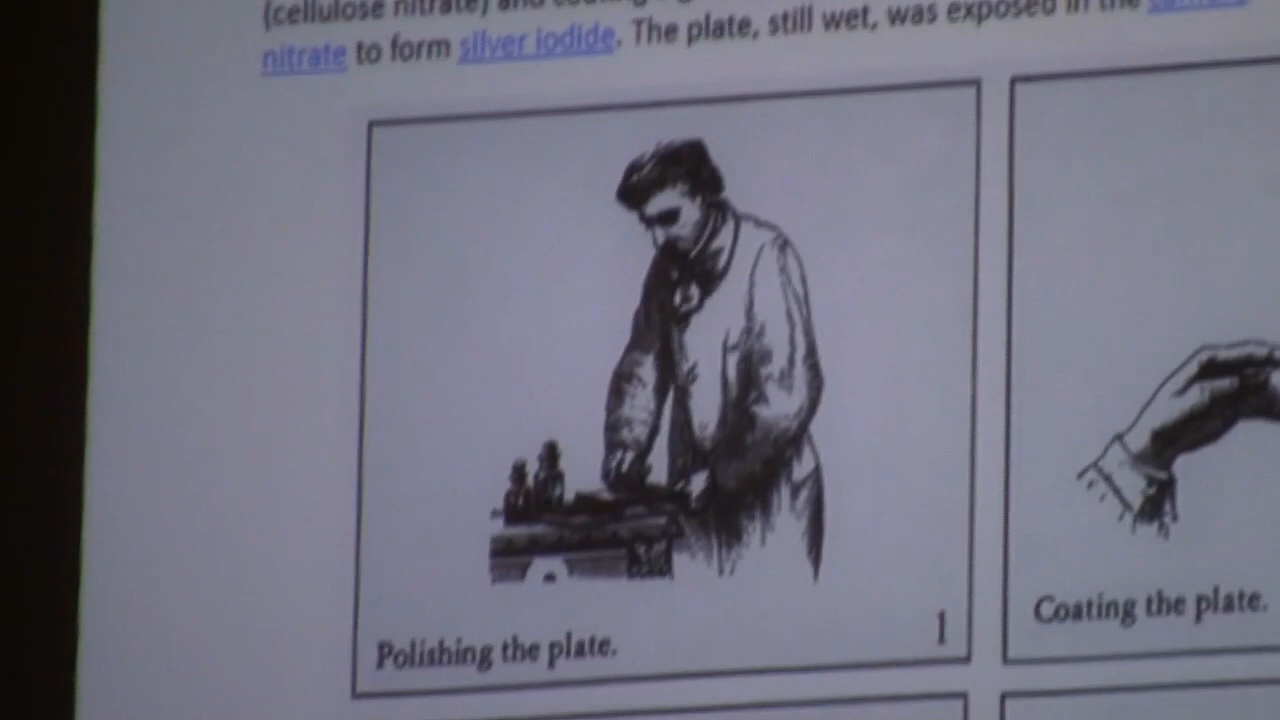 (cellulose nitrate) and
nitrate to form silver iodide. The plate, still wet, was exposed in the
Polishing the plate.
1
Coating the plate.